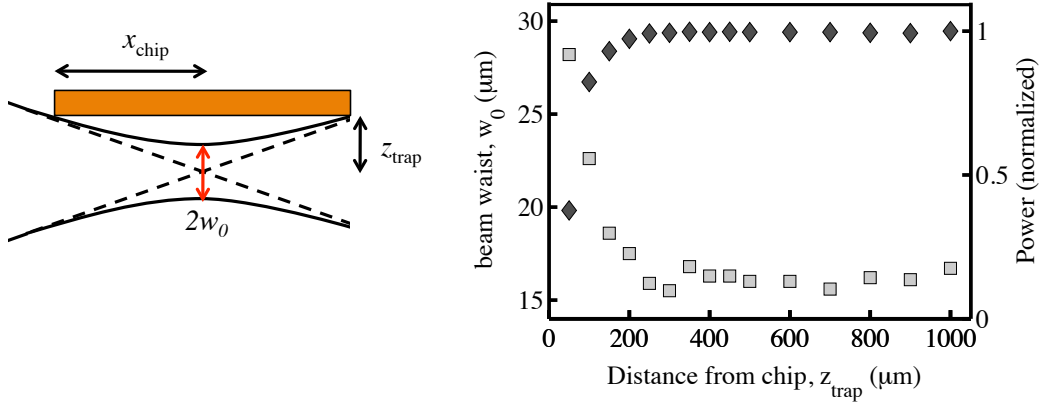 x_chip
z_trap
2w_0
beam waist, w_0 (μm)
30
25
20
15
0
200
400
600
800
1000
Distance from chip, z_trap (μm)
1
0.5
0
Power (normalized)